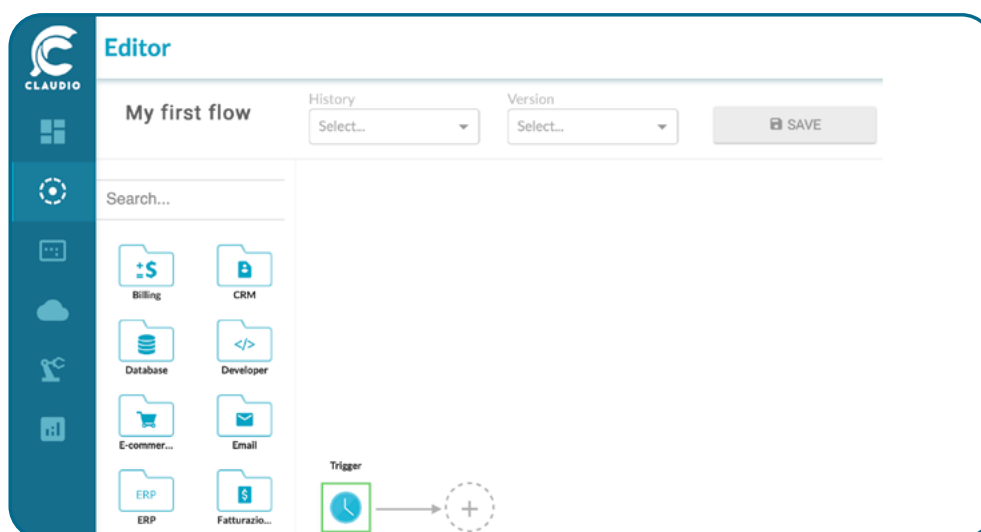 CLAUDIO
Editor
My first flow
History
Select...
Version
Select...
SAVE
Search...
±$
Billing
CRM
Database
</>
Developer
E-commer...
Email
ERP
ERP
$
Fatturazio...
Trigger
+